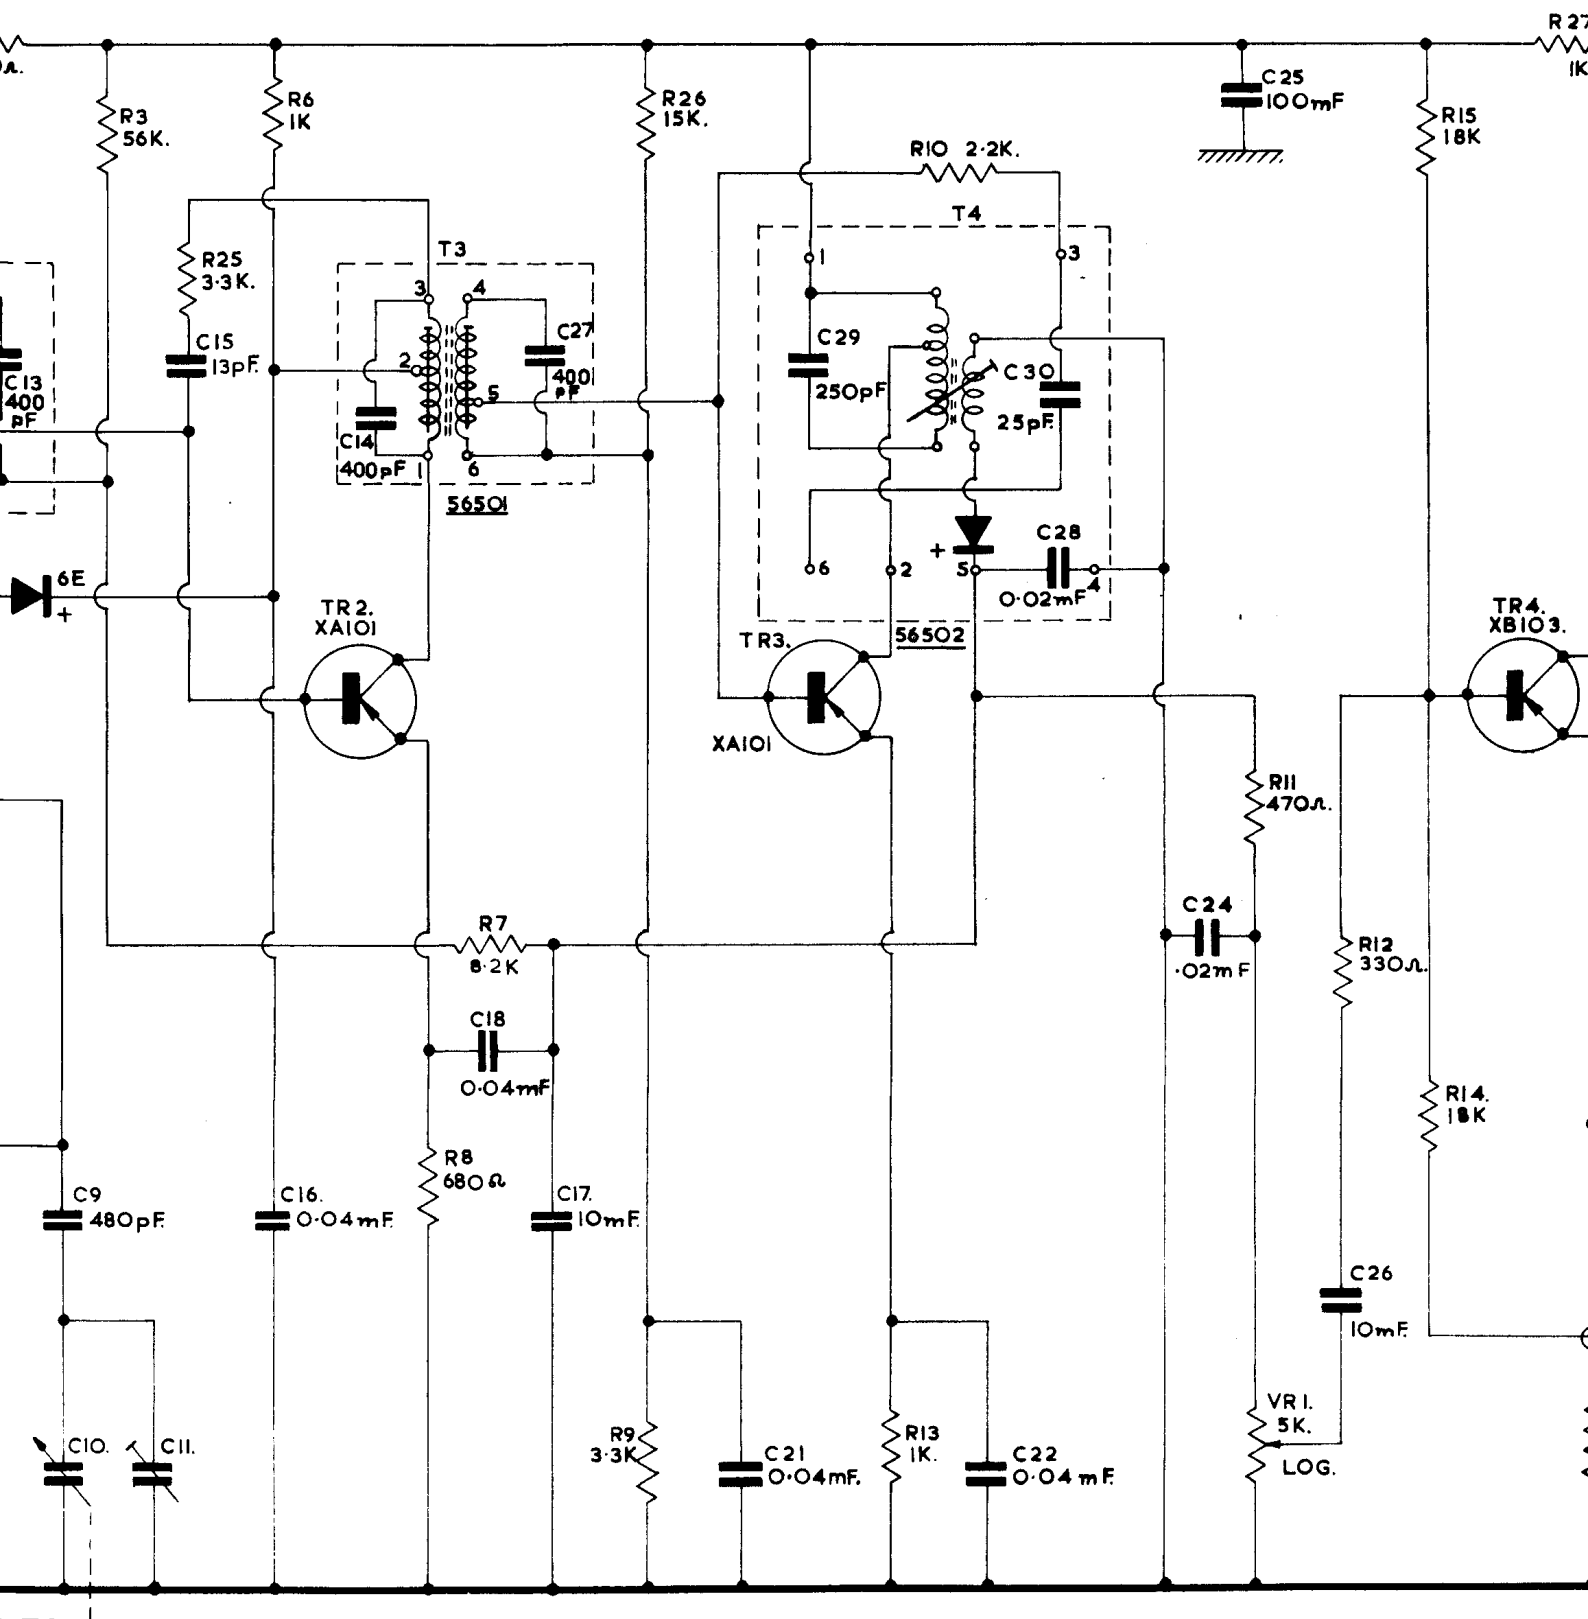 R27
1K
R3
56K.
R6
1K
R26
15K.
C25
100mF
R15
18K
R10 2·2K.
T4
T3
R25
3·3K.
1
3
3
4
C15
13pF.
C27
400
pF
C29
250pF
C30
25pF.
2
5
C13
400
pF
C14
400pF
1
6
56501
+
C28
0·02mF
6
2
5
4
6E
+
TR2.
XA101
56502
TR3.
XA101
TR4.
XB103.
R11
470Ω.
R7
8·2K
C24
.02mF
R12
330Ω.
C18
0·04mF
R14.
18K
R8
680Ω
C9
480pF.
C16.
0·04mF.
C17.
10mF.
C26
10mF.
VR1.
5K.
LOG.
C10.
C11.
R9
3·3K
C21
0·04mF.
R13
1K.
C22
0·04mF.